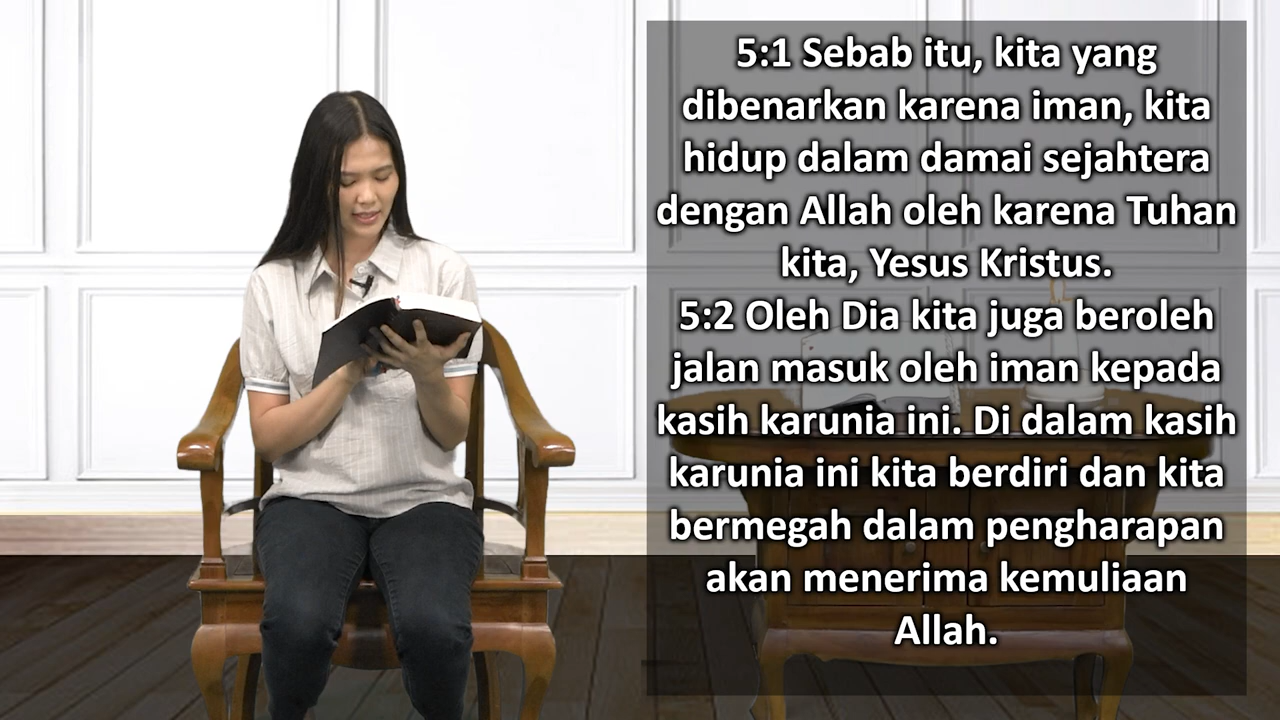 5:1 Sebab itu, kita yang
dibenarkan karena iman, kita
hidup dalam damai sejahtera
dengan Allah oleh karena Tuhan
kita, Yesus Kristus.
5:2 Oleh Dia kita juga beroleh
jalan masuk oleh iman kepada
kasih karunia ini. Di dalam kasih
karunia ini kita berdiri dan kita
bermegah dalam pengharapan
akan menerima kemuliaan
Allah.